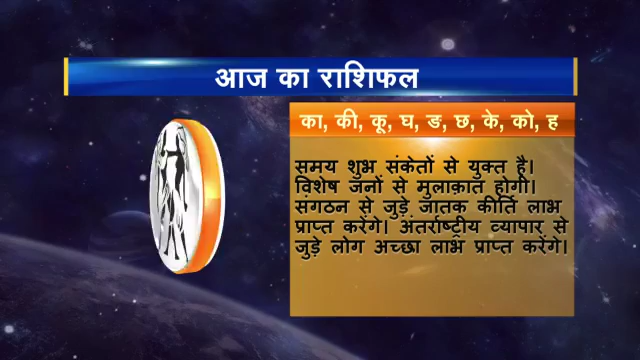 आज का राशिफल
का, की, कू, घ, ङ, छ, के, को, ह
समय शुभ संकेतों से युक्त है।
विशेष जनों से मुलाक़ात होगी।
संगठन से जुड़े जातक कीर्ति लाभ
प्राप्त करेंगे। अंतर्राष्ट्रीय व्यापार से
जुड़े लोग अच्छा लाभ प्राप्त करेंगे।